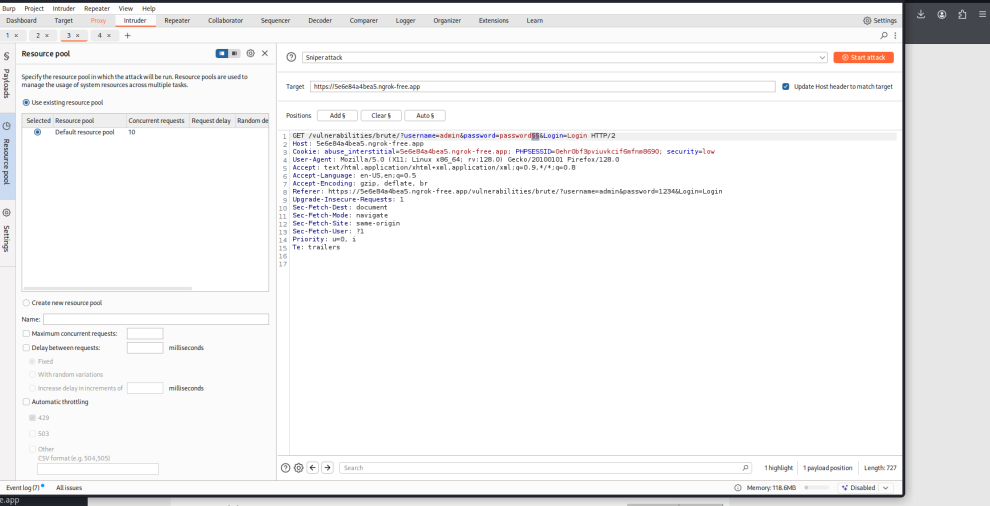 Burp Project Intruder Repeater View Help
Dashboard Target Proxy Intruder Repeater Collaborator Sequencer Decoder Comparer Logger Organizer Extensions Learn Settings
1 × 2 × 3 × 4 × +
Payloads
Resource pool
Settings
Resource pool
Specify the resource pool in which the attack will be run. Resource pools are used to
manage the usage of system resources across multiple tasks.
Use existing resource pool
Selected Resource pool Concurrent requests Request delay Random de
Default resource pool 10
Create new resource pool
Name:
Maximum concurrent requests:
Delay between requests: milliseconds
Fixed
With random variations
Increase delay in increments of milliseconds
Automatic throttling
429
503
Other
CSV format (e.g. 504,505)
Sniper attack
Start attack
Target https://5e6e84a4bea5.ngrok-free.app Update Host header to match target
Positions Add § Clear § Auto §
1 GET /vulnerabilities/brute/?username=admin&password=password§§&Login=Login HTTP/2
2 Host: 5e6e84a4bea5.ngrok-free.app
3 Cookie: abuse_interstitial=5e6e84a4bea5.ngrok-free.app; PHPSESSID=0ehr0bf3pviuvkcif6mfnm8690; security=low
4 User-Agent: Mozilla/5.0 (X11; Linux x86_64; rv:128.0) Gecko/20100101 Firefox/128.0
5 Accept: text/html,application/xhtml+xml,application/xml;q=0.9,*/*;q=0.8
6 Accept-Language: en-US,en;q=0.5
7 Accept-Encoding: gzip, deflate, br
8 Referer: https://5e6e84a4bea5.ngrok-free.app/vulnerabilities/brute/?username=admin&password=1234&Login=Login
9 Upgrade-Insecure-Requests: 1
10 Sec-Fetch-Dest: document
11 Sec-Fetch-Mode: navigate
12 Sec-Fetch-Site: same-origin
13 Sec-Fetch-User: ?1
14 Priority: u=0, i
15 Te: trailers
16
17
Search
1 highlight 1 payload position Length: 727
Event log (7) All issues Memory: 118.6MB Disabled
e.app